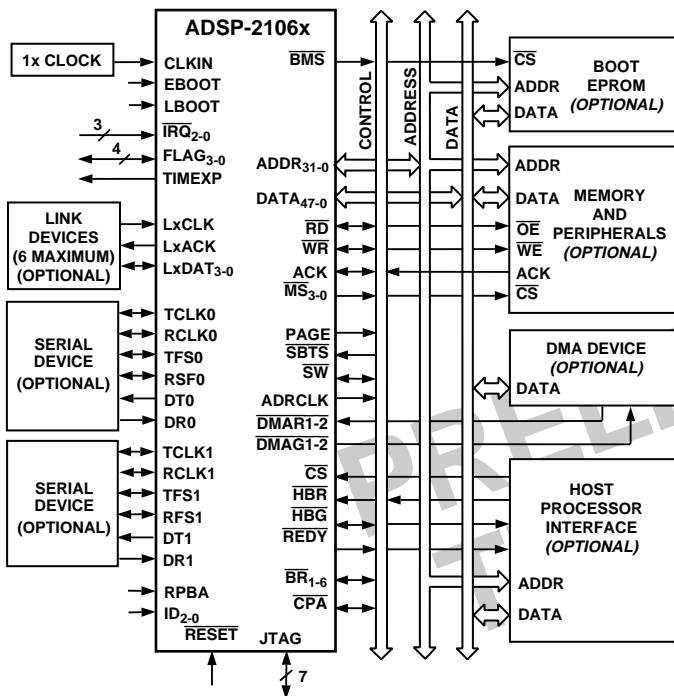 ADSP-2106x
1x CLOCK
CLKIN
EBOOT
LBOOT
3
IRQ2-0
4
FLAG3-0
TIMEXP
LINK
DEVICES
(6 MAXIMUM)
(OPTIONAL)
LxCLK
LxACK
LxDAT3-0
SERIAL
DEVICE
(OPTIONAL)
TCLK0
RCLK0
TFS0
RSF0
DT0
DR0
SERIAL
DEVICE
(OPTIONAL)
TCLK1
RCLK1
TFS1
RFS1
DT1
DR1
RPBA
ID2-0
RESET
JTAG
7
BMS
ADDR31-0
DATA47-0
RD
WR
ACK
MS3-0
PAGE
SBTS
SW
ADRCLK
DMAR1-2
DMAG1-2
CS
HBR
HBG
REDY
BR1-6
CPA
CONTROL
ADDRESS
DATA
CS
ADDR
DATA
BOOT
EPROM
(OPTIONAL)
ADDR
DATA
OE
WE
ACK
CS
MEMORY
AND
PERIPHERALS
(OPTIONAL)
DMA DEVICE
(OPTIONAL)
DATA
HOST
PROCESSOR
INTERFACE
(OPTIONAL)
ADDR
DATA